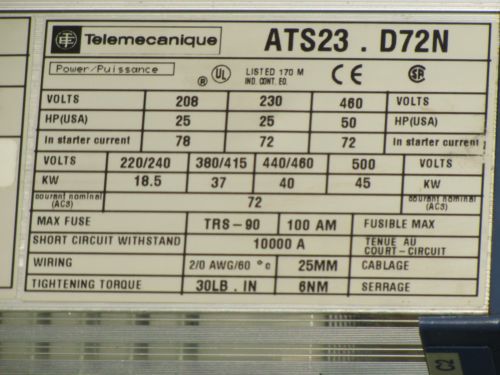 Telemecanique ATS23 . D72N
Power/Puissance
® UL LISTED 170 M IND. CONT. EQ. CE SA
VOLTS 208 230 460 VOLTS
HP(USA) 25 25 50 HP(USA)
In starter current 78 72 72 In starter current
VOLTS 220/240 380/415 440/460 500 VOLTS
KW 18.5 37 40 45 KW
courant nominal (AC3) 72 courant nominal (AC3)
MAX FUSE TRS-90 100 AM FUSIBLE MAX
SHORT CIRCUIT WITHSTAND 10000 A TENUE AU COURT-CIRCUIT
WIRING 2/0 AWG/60 °c 25MM CABLAGE
TIGHTENING TORQUE 30LB . IN 6NM SERRAGE